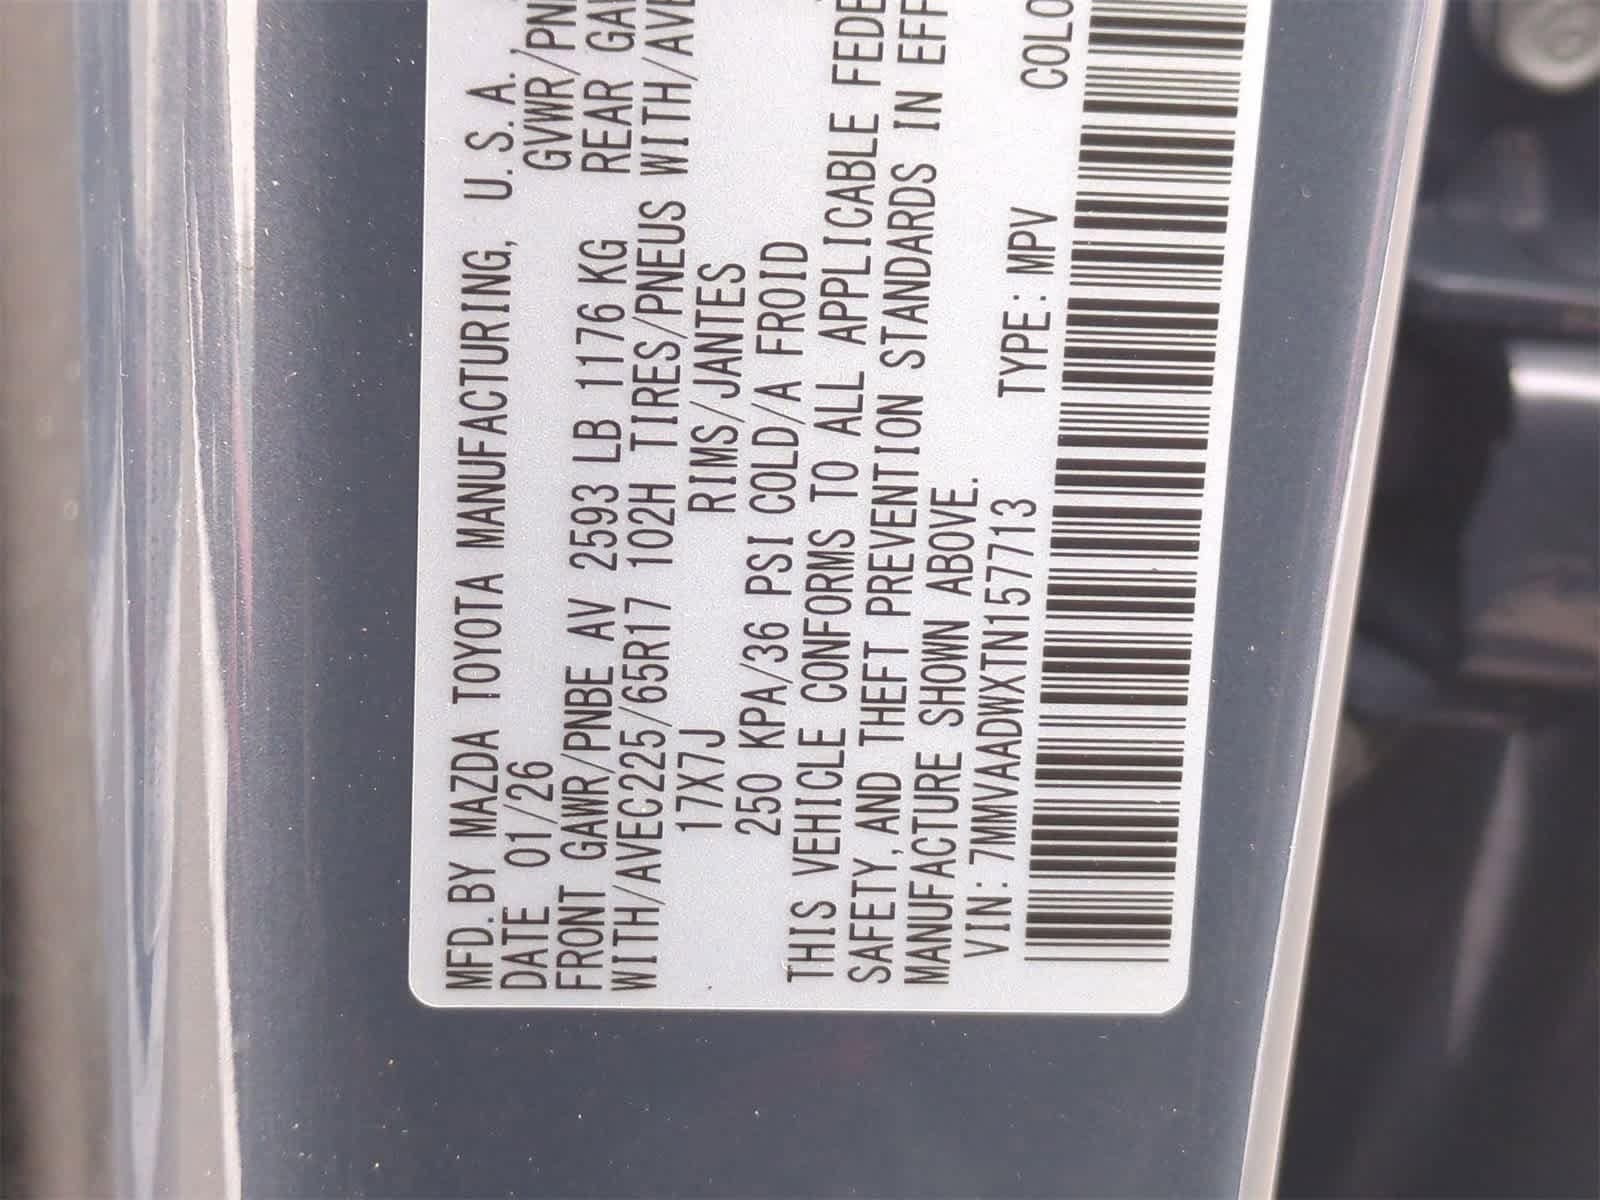 MFD. BY MAZDA TOYOTA MANUFACTURING, U.S.A.,
DATE 01/26 GVWR/PN
FRONT GAWR/PNBE AV 2593 LB 1176 KG REAR GAW
WITH/AVEC225/65R17 102H TIRES/PNEUS WITH/AVE
17X7J RIMS/JANTES
250 KPA/36 PSI COLD/A FROID
THIS VEHICLE CONFORMS TO ALL APPLICABLE FEDE
SAFETY, AND THEFT PREVENTION STANDARDS IN EFF
MANUFACTURE SHOWN ABOVE.
VIN: 7MMVAADWXTN157713 TYPE: MPV COLO